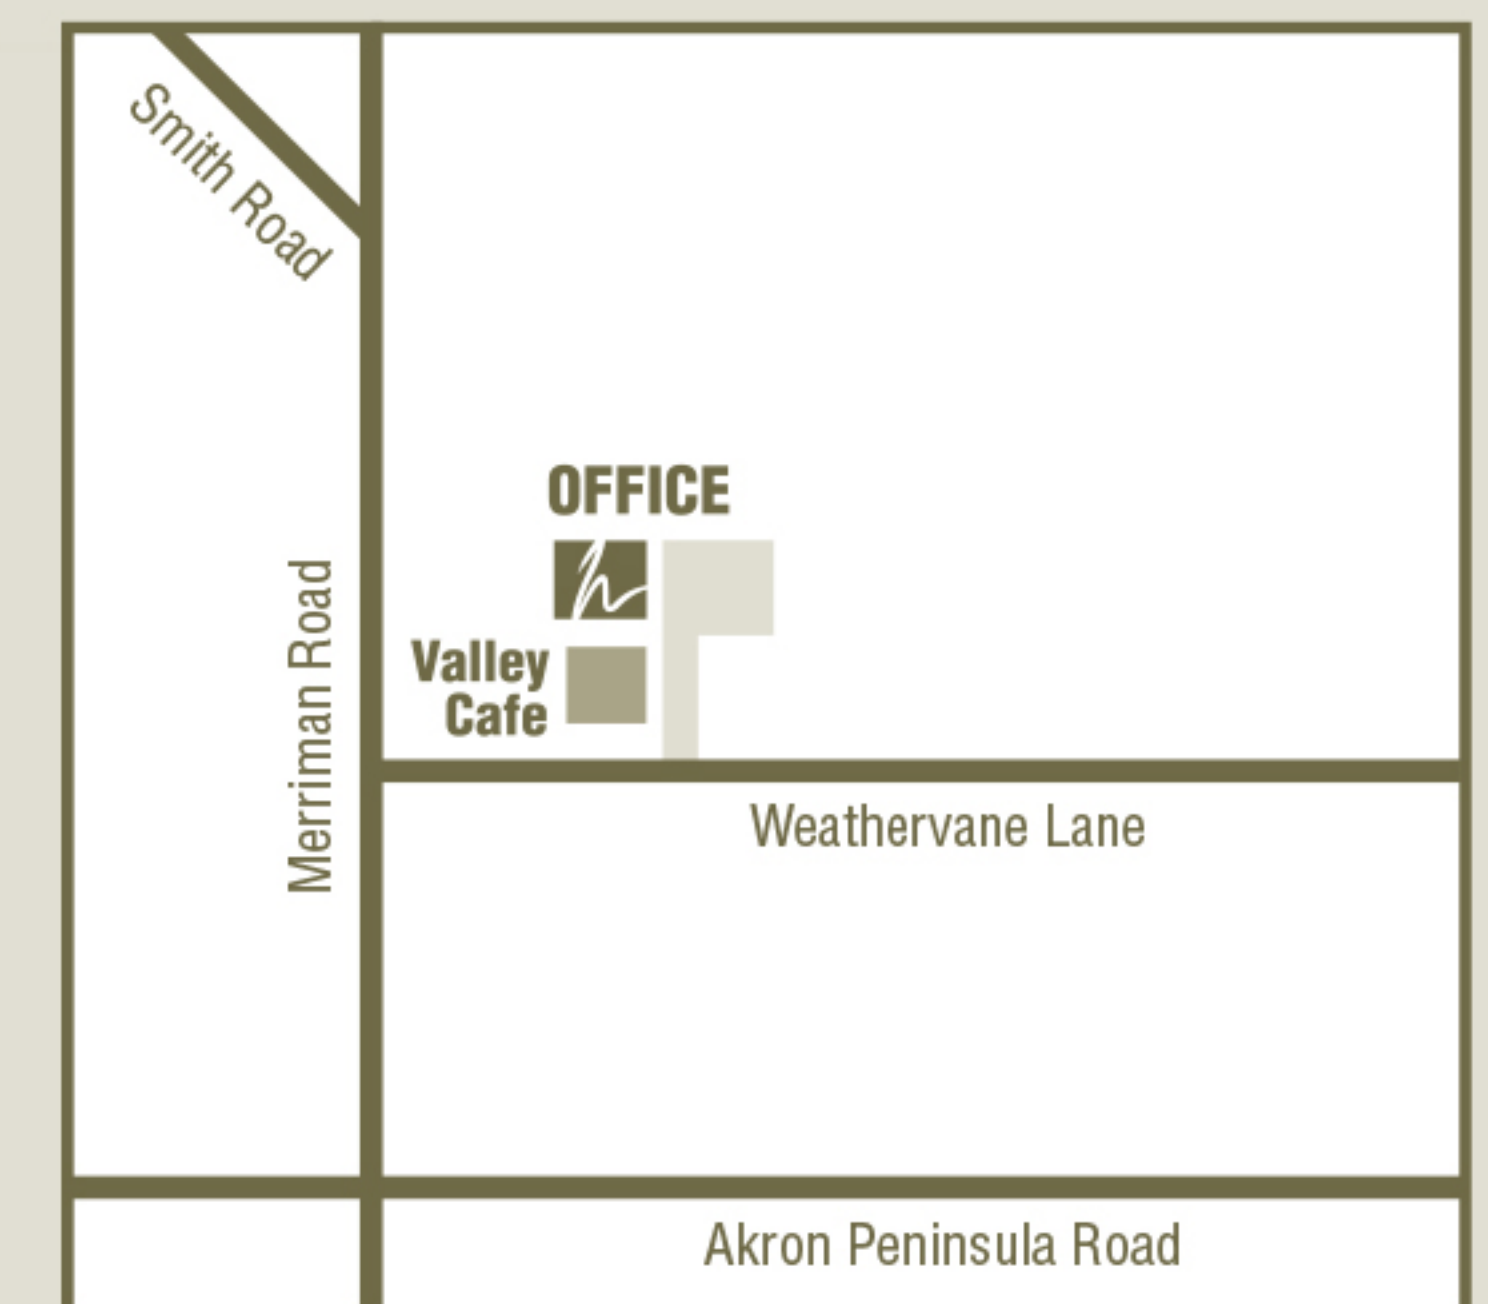 Smith Road
OFFICE
h
Valley
Cafe
Merriman Road
Weathervane Lane
Akron Peninsula Road